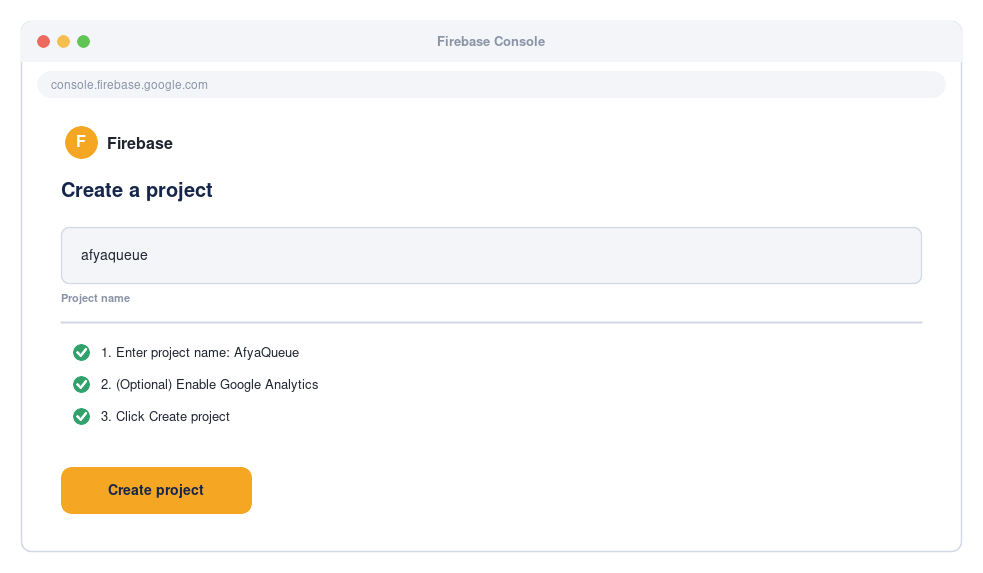 Firebase Console
console.firebase.google.com
F Firebase
Create a project
afyaqueue
Project name
1. Enter project name: AfyaQueue
2. (Optional) Enable Google Analytics
3. Click Create project
Create project